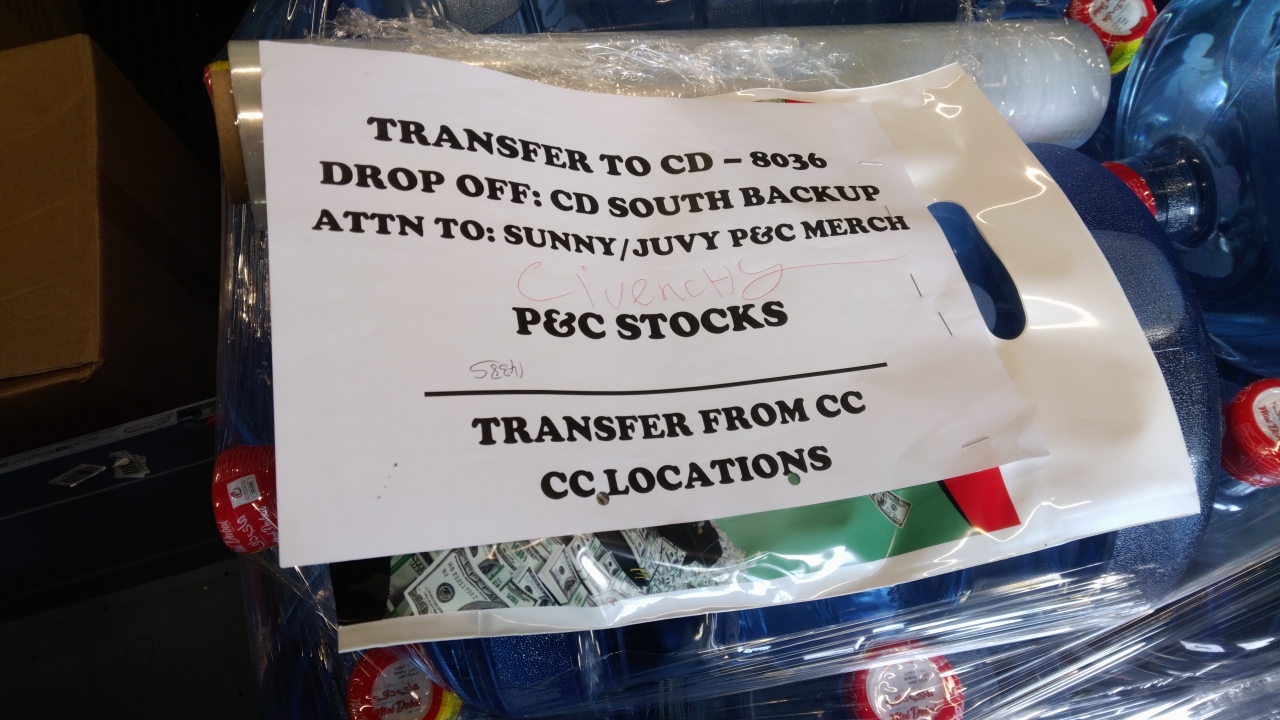 TRANSFER TO CD – 8036
DROP OFF: CD SOUTH BACKUP
ATTN TO: SUNNY/JUVY P&C MERCH
Givenchy
P&C STOCKS
14385
TRANSFER FROM CC
CC LOCATIONS